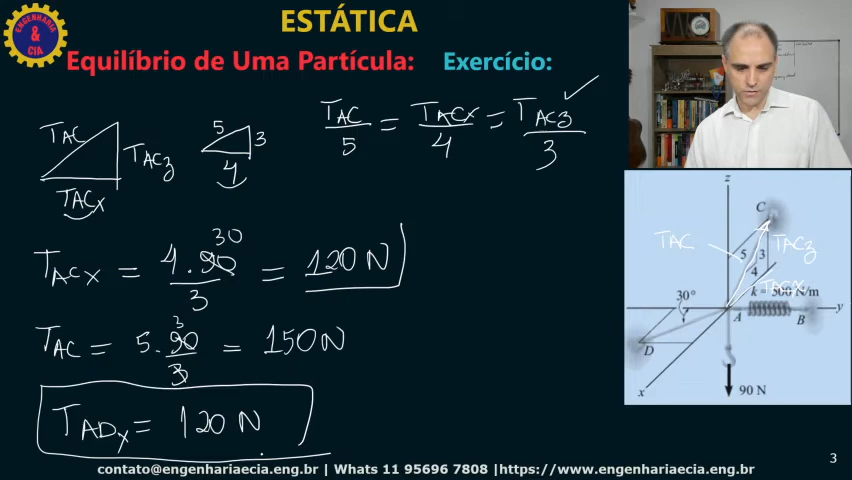 ENGENHARIA
&
CIA
ESTÁTICA
Equilíbrio de Uma Partícula: Exercício:
TAC
TACz
TACx
5
3
4
TAC/5 = TACx/4 = TACz/3
TACx = 4.90/3 = 120 N
30
TAC = 5.90/3 = 150 N
3
TADx = 120 N
z
C
TAC
5
3
TACz
4
TACx
k = 500 N/m
30°
A
B
y
D
x
90 N
3
contato@engenhariaecia.eng.br | Whats 11 95696 7808 |https://www.engenhariaecia.eng.br